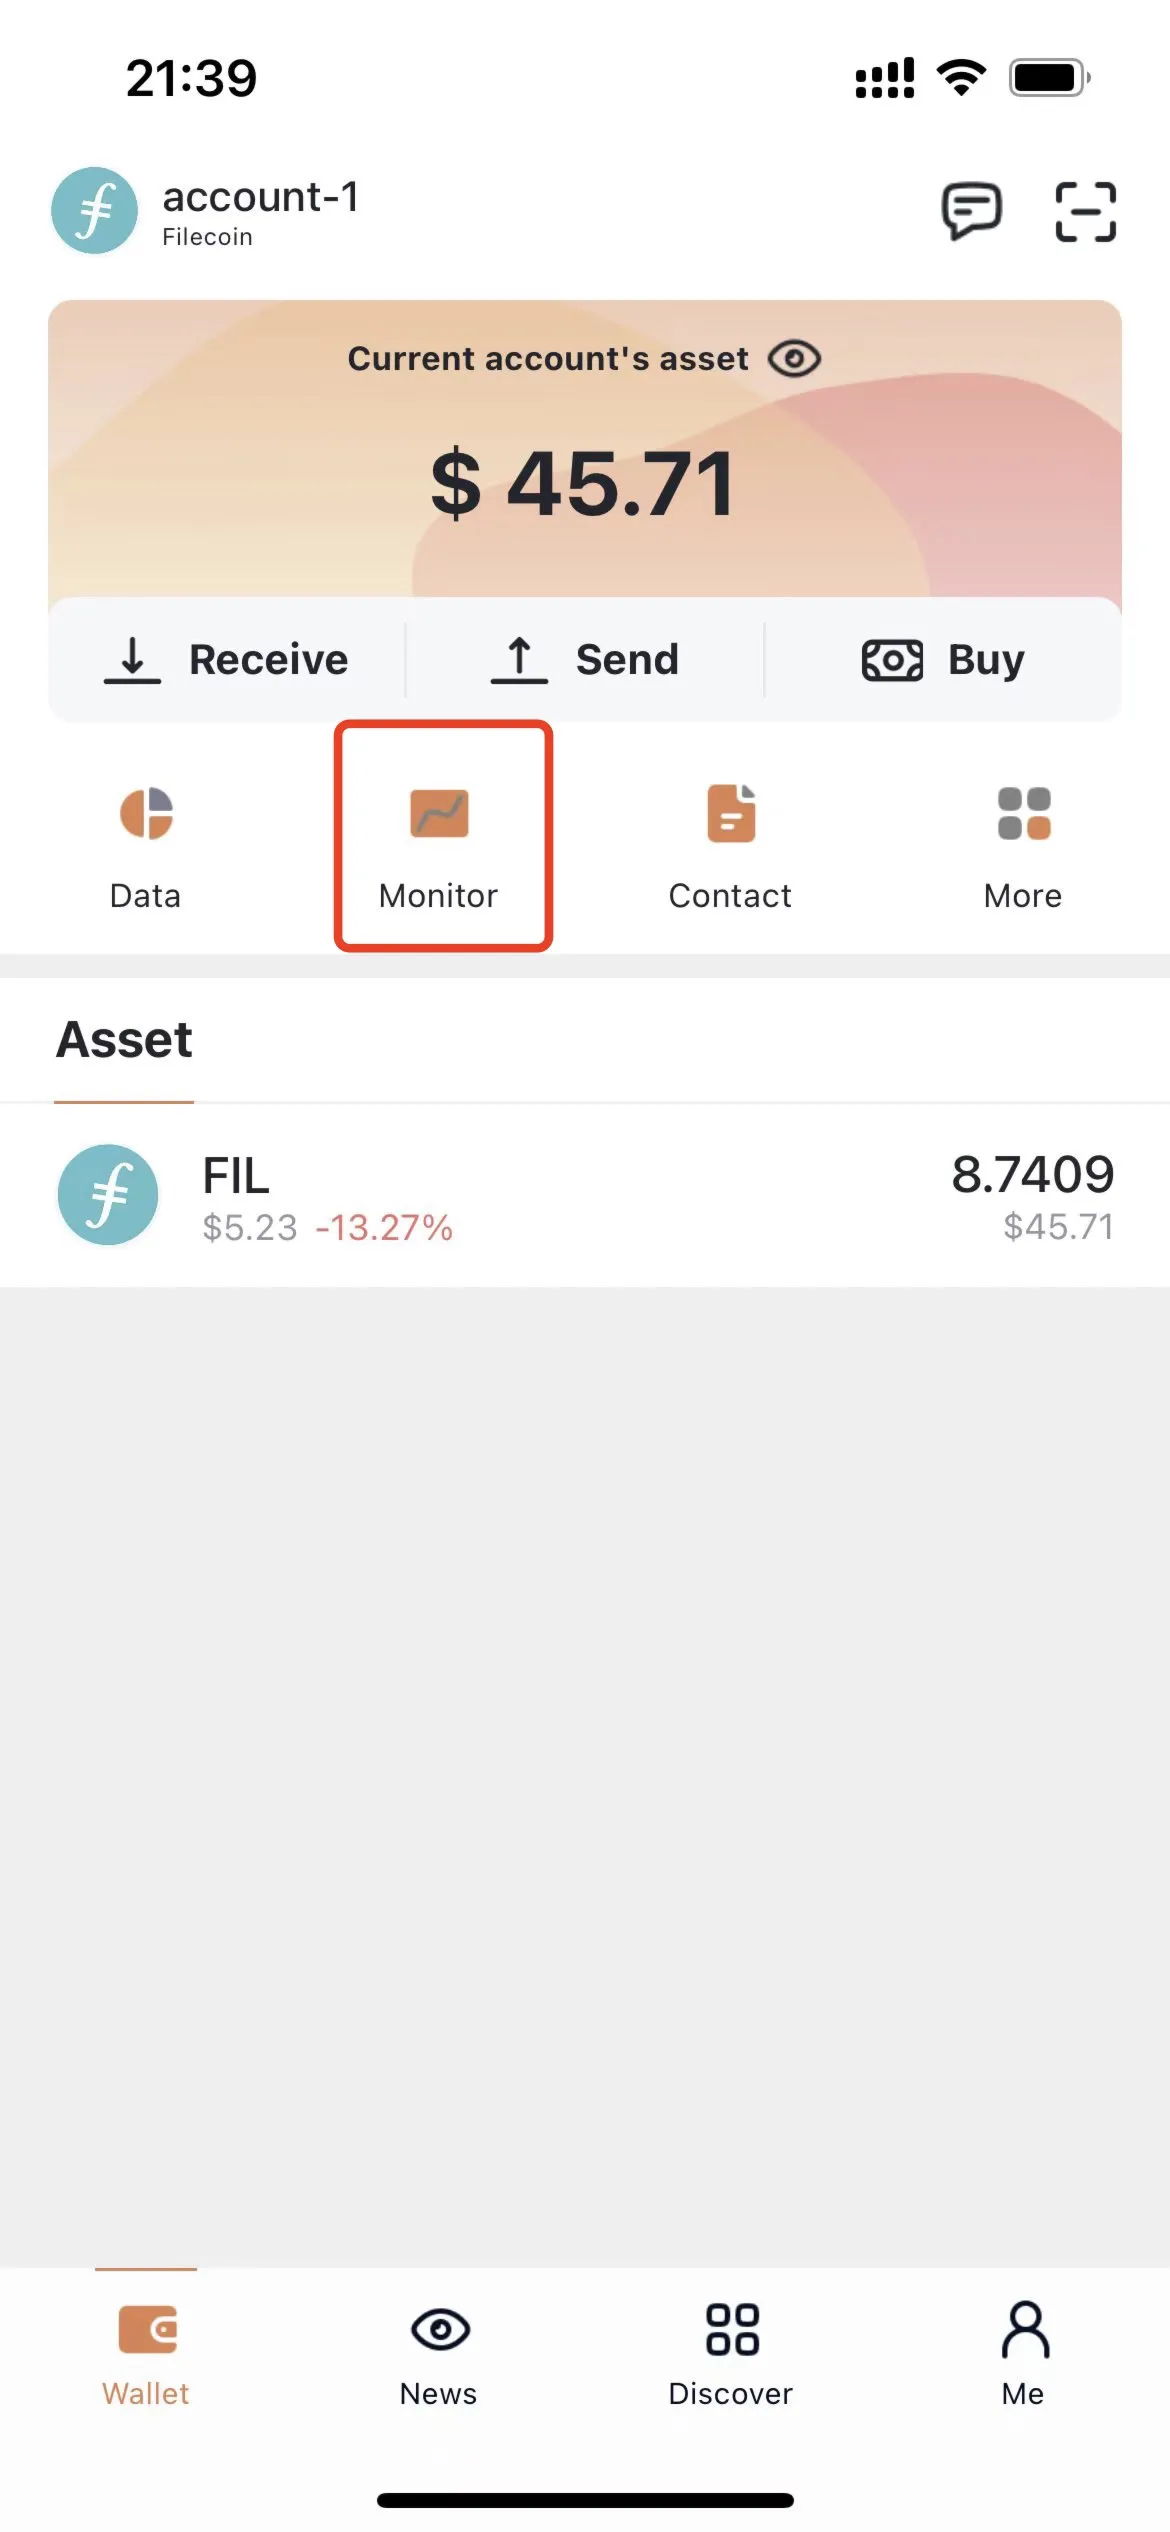 21:39
account-1
Filecoin
Current account's asset
$ 45.71
Receive
Send
Buy
Data
Monitor
Contact
More
Asset
FIL
8.7409
$5.23 -13.27%
$45.71
Wallet
News
Discover
Me